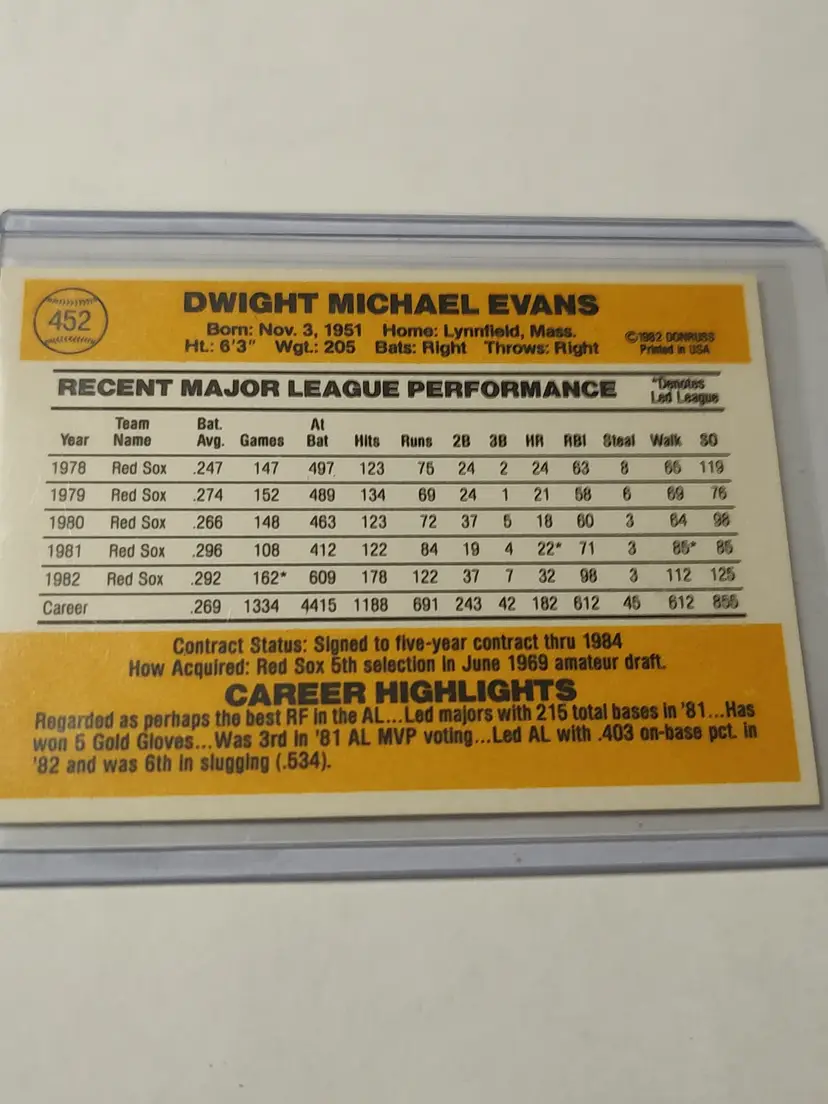 452
DWIGHT MICHAEL EVANS
Born: Nov. 3, 1951 Home: Lynnfield, Mass.
Ht.: 6'3" Wgt.: 205 Bats: Right Throws: Right
©1982 DONRUSS
Printed in USA
RECENT MAJOR LEAGUE PERFORMANCE
*Denotes
Led League
Year Team Name Bat. Avg. Games At Bat Hits Runs 2B 3B HR RBI Steal Walk SO
1978 Red Sox .247 147 497 123 75 24 2 24 63 8 65 119
1979 Red Sox .274 152 489 134 69 24 1 21 58 6 69 76
1980 Red Sox .266 148 463 123 72 37 5 18 60 3 64 98
1981 Red Sox .296 108 412 122 84 19 4 22* 71 3 85* 85
1982 Red Sox .292 162* 609 178 122 37 7 32 98 3 112 125
Career .269 1334 4415 1188 691 243 42 182 612 45 612 855
Contract Status: Signed to five-year contract thru 1984
How Acquired: Red Sox 5th selection in June 1969 amateur draft.
CAREER HIGHLIGHTS
Regarded as perhaps the best RF in the AL...Led majors with 215 total bases in '81...Has
won 5 Gold Gloves...Was 3rd in '81 AL MVP voting...Led AL with .403 on-base pct. in
'82 and was 6th in slugging (.534).